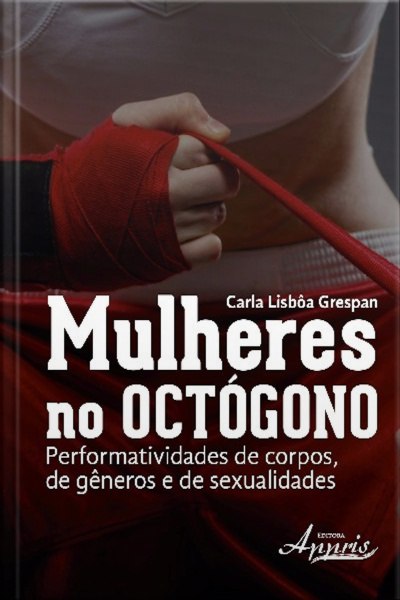 Carla Lisbôa Grespan
Mulheres
no OCTÓGONO
Performatividades de corpos,
de gêneros e de sexualidades
EDITORA
Appris